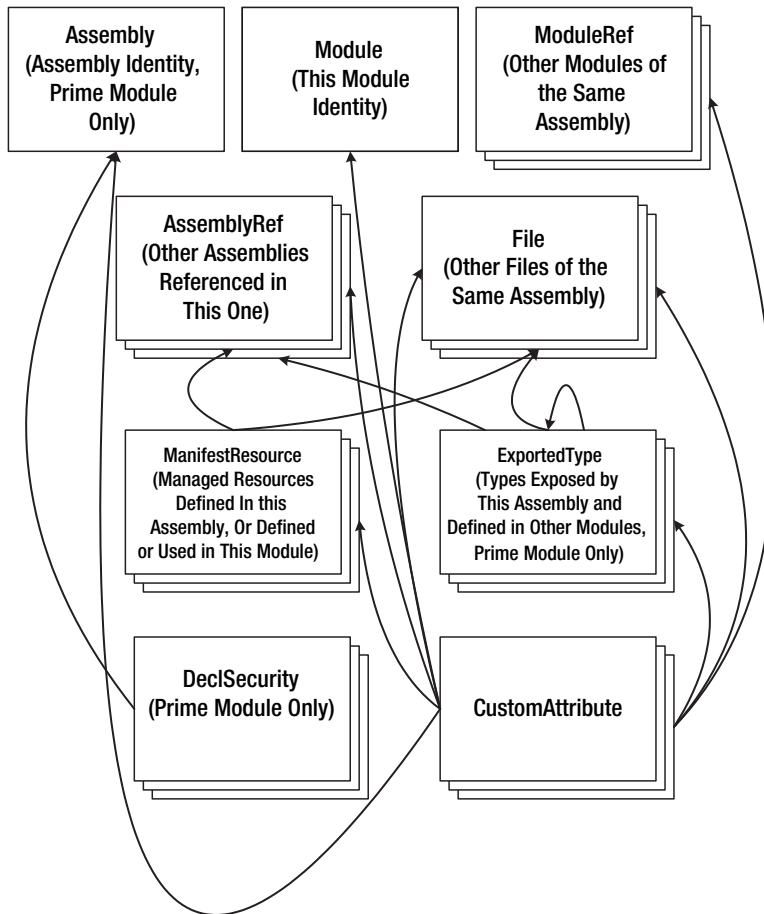 Assembly
(Assembly Identity,
Prime Module
Only)
Module
(This Module
Identity)
ModuleRef
(Other Modules of
the Same
Assembly)
AssemblyRef
(Other Assemblies
Referenced in
This One)
File
(Other Files of the
Same Assembly)
ManifestResource
(Managed Resources
Defined In this
Assembly, Or Defined
or Used in This Module)
ExportedType
(Types Exposed by
This Assembly and
Defined in Other Modules,
Prime Module Only)
DeclSecurity
(Prime Module Only)
CustomAttribute